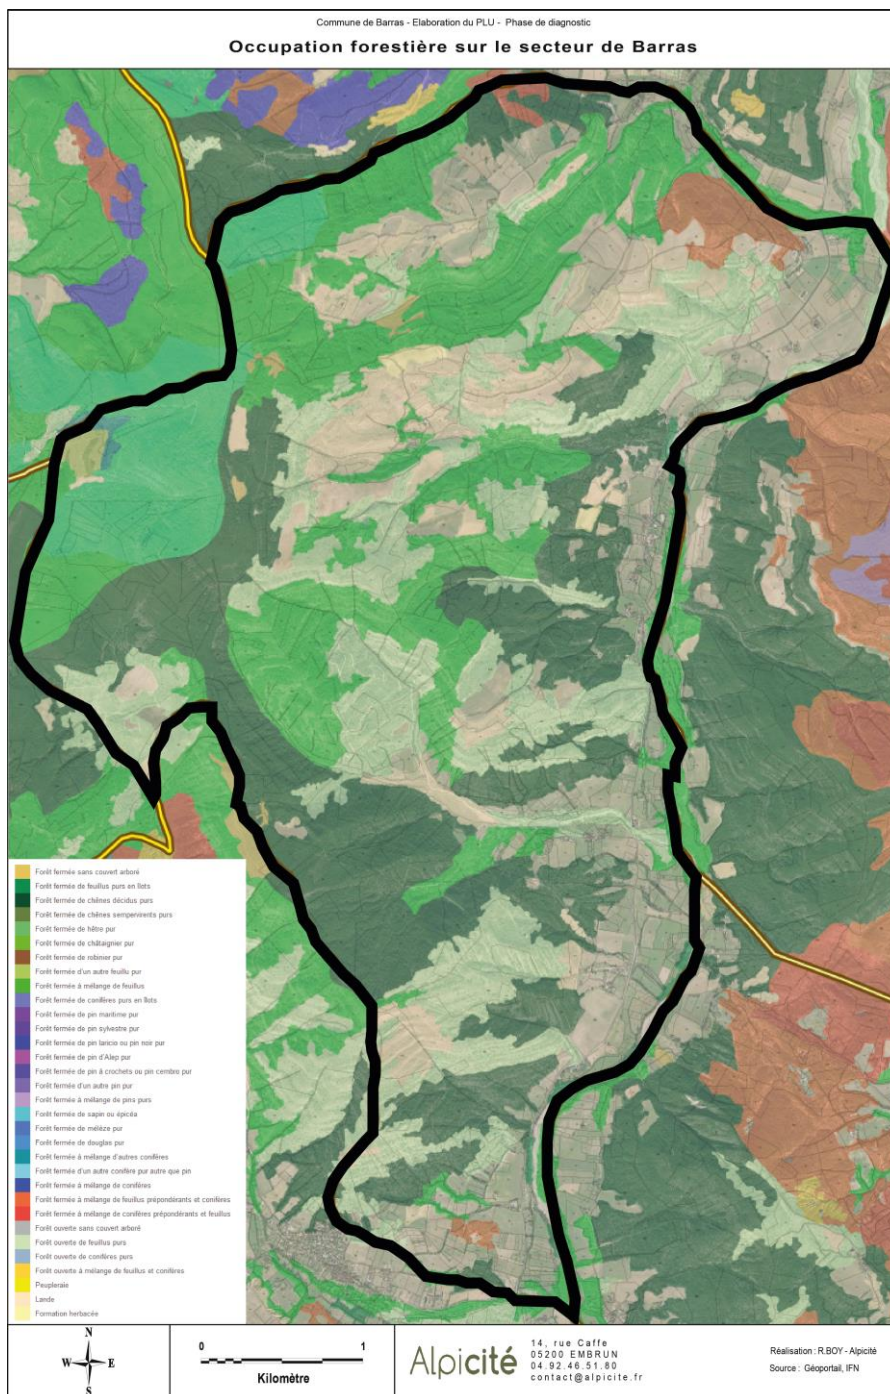 Commune de Barras - Elaboration du PLU - Phase de diagnostic
Occupation forestière sur le secteur de Barras
Forêt fermée sans couvert arboré
Forêt fermée de feuillus purs en îlots
Forêt fermée de chênes décidus purs
Forêt fermée de chênes sempervirents purs
Forêt fermée de hêtre pur
Forêt fermée de châtaignier pur
Forêt fermée de robinier pur
Forêt fermée d'un autre feuillu pur
Forêt fermée à mélange de feuillus
Forêt fermée de conifères purs en îlots
Forêt fermée de pin maritime pur
Forêt fermée de pin sylvestre pur
Forêt fermée de pin laricio ou pin noir pur
Forêt fermée de pin d'Alep pur
Forêt fermée de pin à crochets ou pin cembro pur
Forêt fermée d'un autre pin pur
Forêt fermée à mélange de pins purs
Forêt fermée de sapin ou épicéa
Forêt fermée de mélèze pur
Forêt fermée de douglas pur
Forêt fermée à mélange d'autres conifères
Forêt fermée d'un autre conifère pur autre que pin
Forêt fermée à mélange de conifères
Forêt fermée à mélange de feuillus prépondérants et conifères
Forêt fermée à mélange de conifères prépondérants et feuillus
Forêt ouverte sans couvert arboré
Forêt ouverte de feuillus purs
Forêt ouverte de conifères purs
Forêt ouverte à mélange de feuillus et conifères
Peupleraie
Lande
Formation herbacée
N
W E
S
0 1
Kilomètre
Alpicité
14, rue Caffe
05200 EMBRUN
04.92.46.51.80
contact@alpicite.fr
Réalisation : R.BOY - Alpicité
Source : Géoportail, IFN